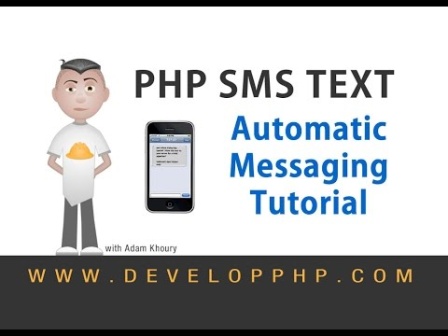 PHP SMS TEXT
Automatic
Messaging
Tutorial
with Adam Khoury
WWW.DEVELOPPHP.COM